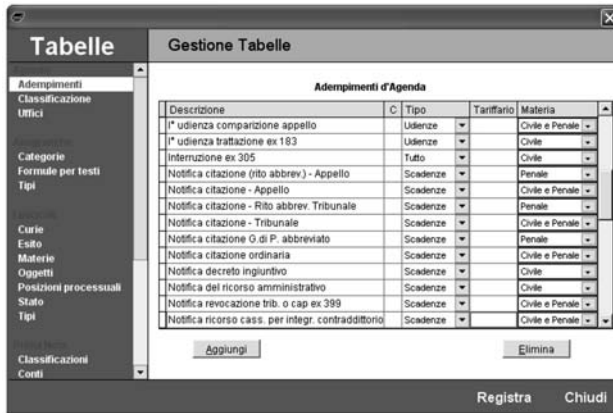 Tabelle
Gestione Tabelle
Adempimenti
Classificazione
Uffici
Categorie
Formule per testi
Tipi
Curie
Esito
Materie
Oggetti
Posizioni processuali
Stato
Tipi
Classificazioni
Conti
Adempimenti d'Agenda
Descrizione C Tipo Tariffario Materia
I° udienza comparizione appello Udienze Civile e Penale
I° udienza trattazione ex 183 Udienze Civile
Interruzione ex 305 Tutto Civile
Notifica citazione (rito abbrev.) - Appello Scadenze Penale
Notifica citazione - Appello Scadenze Civile e Penale
Notifica citazione - Rito abbrev. Tribunale Scadenze Penale
Notifica citazione - Tribunale Scadenze Civile e Penale
Notifica citazione G.di P. abbreviato Scadenze Penale
Notifica citazione ordinaria Scadenze Civile e Penale
Notifica decreto ingiuntivo Scadenze Civile
Notifica del ricorso amministrativo Scadenze Civile
Notifica revocazione trib. o cap ex 399 Scadenze Civile e Penale
Notifica ricorso cass. per integr. contraddittorio Scadenze Civile e Penale
Aggiungi Elimina
Registra Chiudi